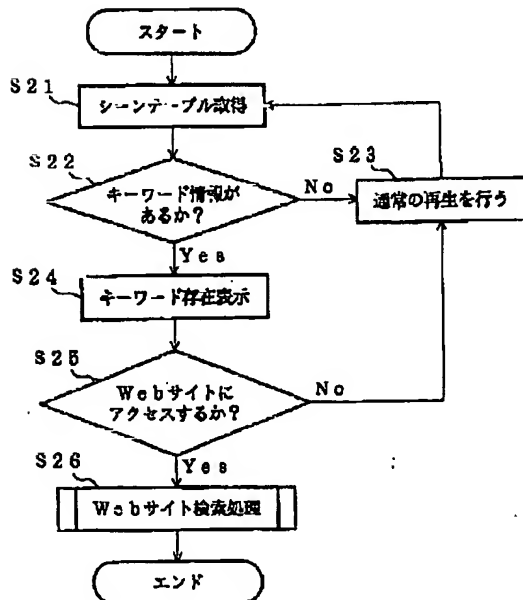 スタート
S21
シーンテーブル取得
S22
キーワード情報が
あるか?
No
S23
通常の再生を行う
Yes
S24
キーワード存在表示
S25
Webサイトに
アクセスするか?
No
Yes
S26
Webサイト検索処理
エンド